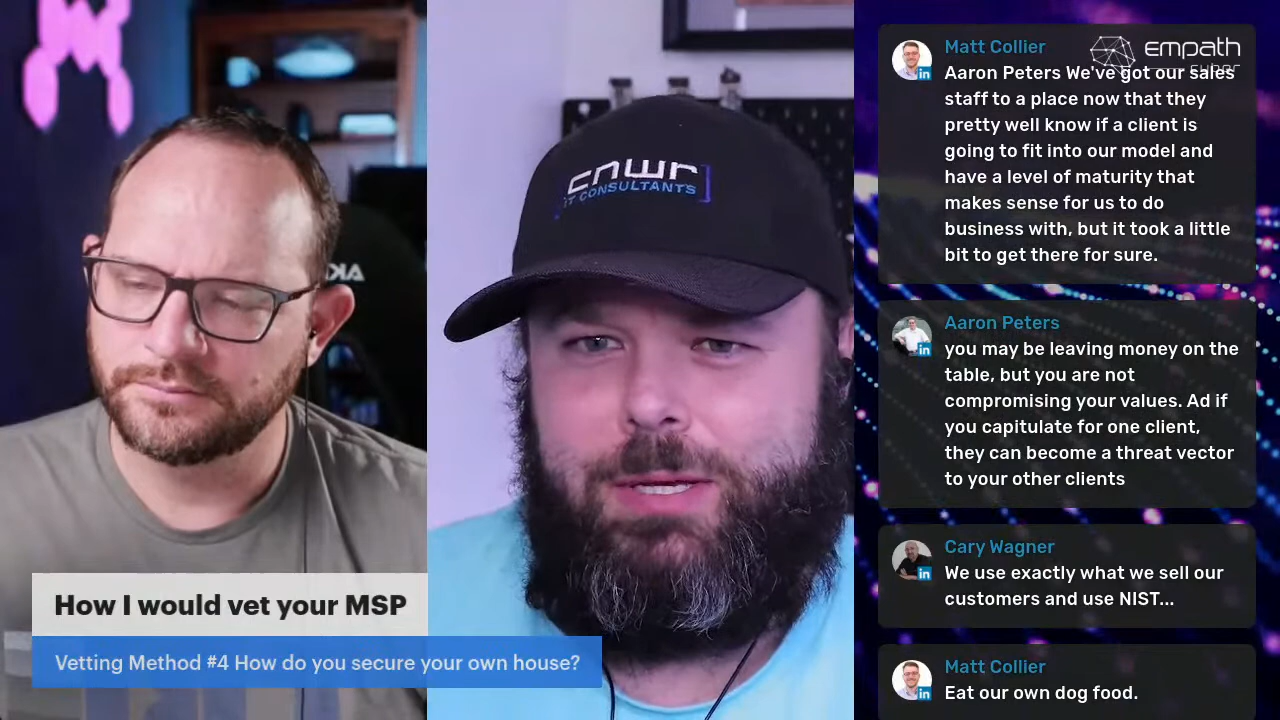 cnwr
IT CONSULTANTS
How I would vet your MSP
Vetting Method #4 How do you secure your own house?
empath
cyber
Matt Collier
Aaron Peters We've got our sales
staff to a place now that they
pretty well know if a client is
going to fit into our model and
have a level of maturity that
makes sense for us to do
business with, but it took a little
bit to get there for sure.
Aaron Peters
you may be leaving money on the
table, but you are not
compromising your values. Ad if
you capitulate for one client,
they can become a threat vector
to your other clients
Cary Wagner
We use exactly what we sell our
customers and use NIST...
Matt Collier
Eat our own dog food.